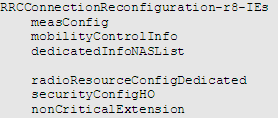 RRCConnectionReconfiguration-r8-IEs
measConfig
mobilityControlInfo
dedicatedInfoNASList
radioResourceConfigDedicated
securityConfigHO
nonCriticalExtension